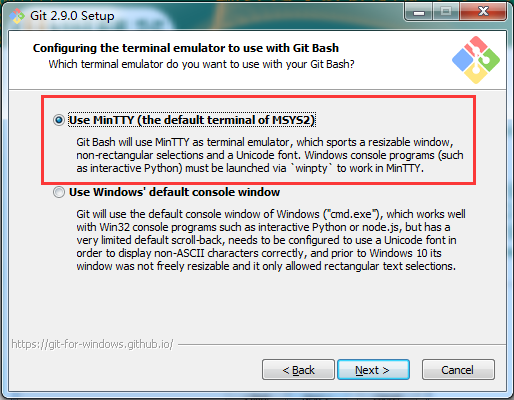 Git 2.9.0 Setup
Configuring the terminal emulator to use with Git Bash
Which terminal emulator do you want to use with your Git Bash?
Use MinTTY (the default terminal of MSYS2)
Git Bash will use MinTTY as terminal emulator, which sports a resizable window,
non-rectangular selections and a Unicode font. Windows console programs (such
as interactive Python) must be launched via `winpty` to work in MinTTY.
Use Windows' default console window
Git will use the default console window of Windows ("cmd.exe"), which works well
with Win32 console programs such as interactive Python or node.js, but has a
very limited default scroll-back, needs to be configured to use a Unicode font in
order to display non-ASCII characters correctly, and prior to Windows 10 its
window was not freely resizable and it only allowed rectangular text selections.
https://git-for-windows.github.io/
< Back
Next >
Cancel